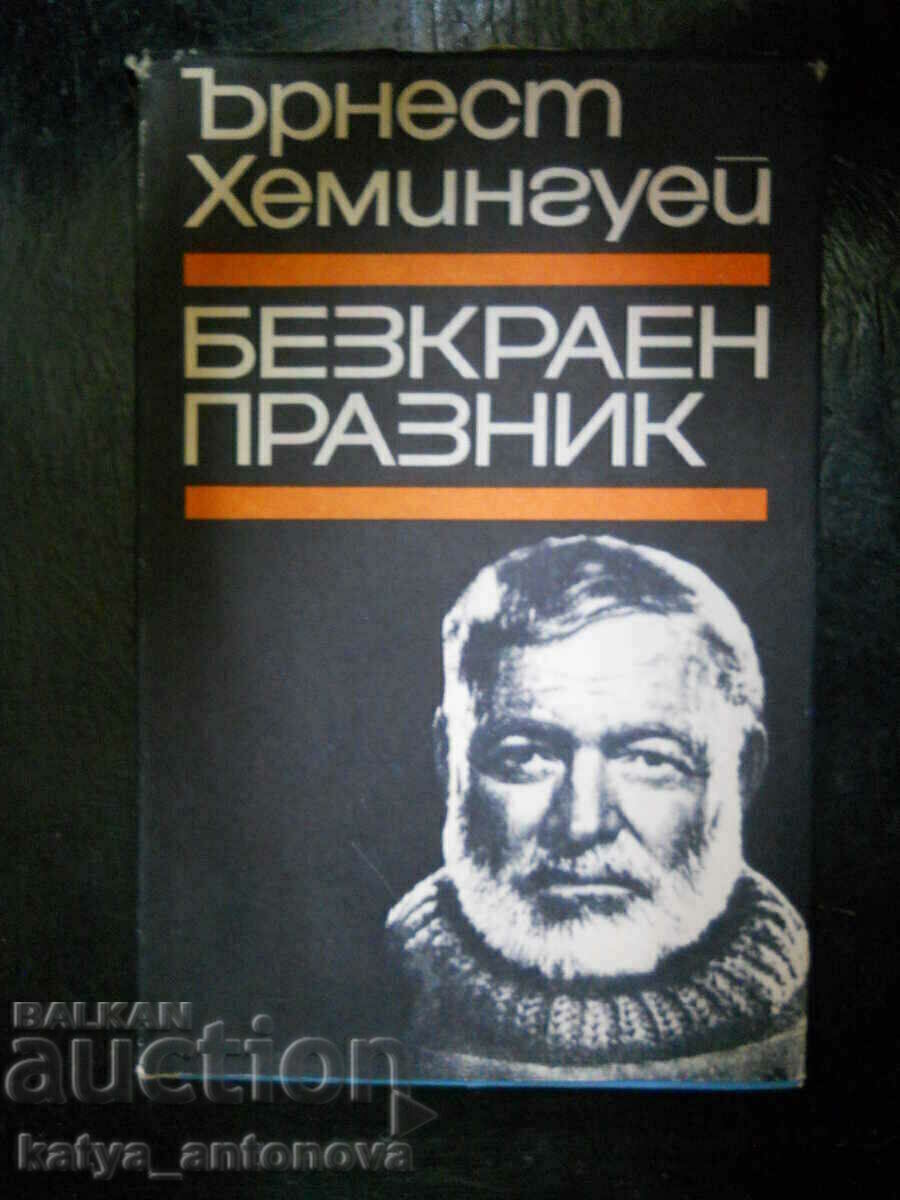 Ърнест
Хемингуей
БЕЗКРАЕН
ПРАЗНИК
BALKAN
auction
katya_antonova